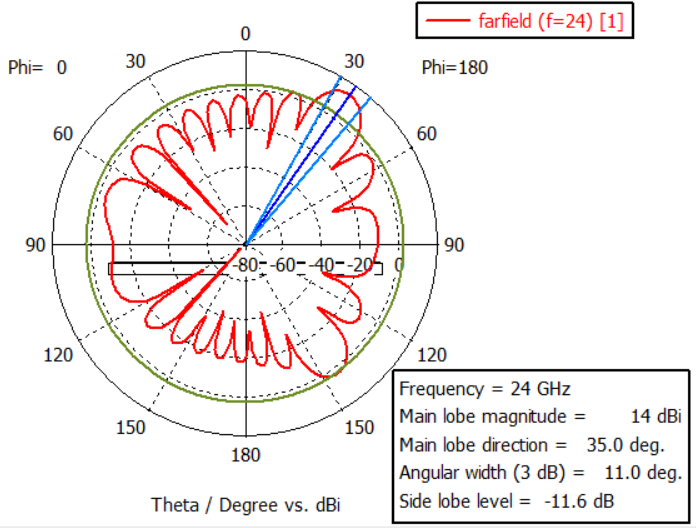 farfield (f=24) [1]
0
30
30
Phi= 0
Phi=180
60
60
90
90
-80 -60 -40 -20 0
120
120
150
150
180
Frequency = 24 GHz
Main lobe magnitude = 14 dBi
Main lobe direction = 35.0 deg.
Angular width (3 dB) = 11.0 deg.
Side lobe level = -11.6 dB
Theta / Degree vs. dBi